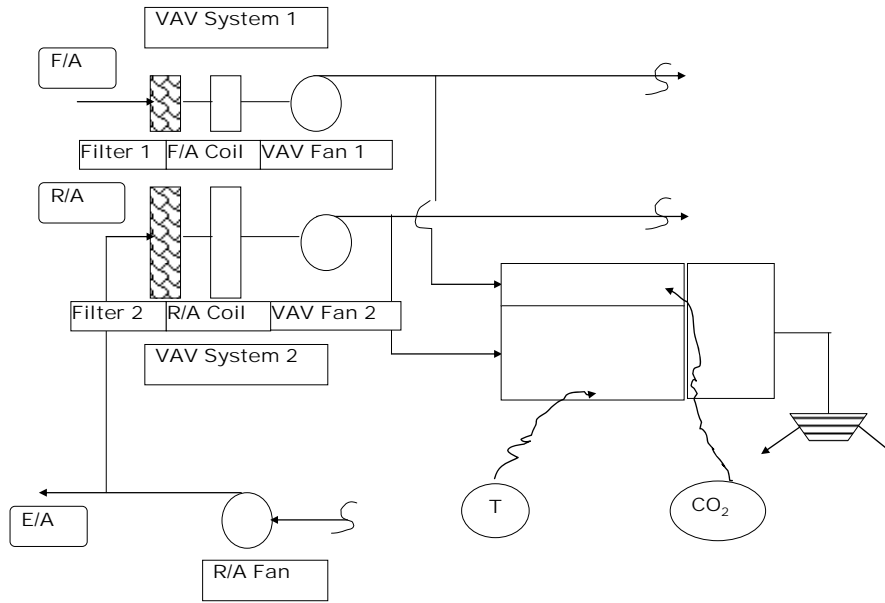 VAV System 1
F/A
Filter 1 F/A Coil VAV Fan 1
R/A
Filter 2 R/A Coil VAV Fan 2
VAV System 2
T
CO₂
E/A
R/A Fan